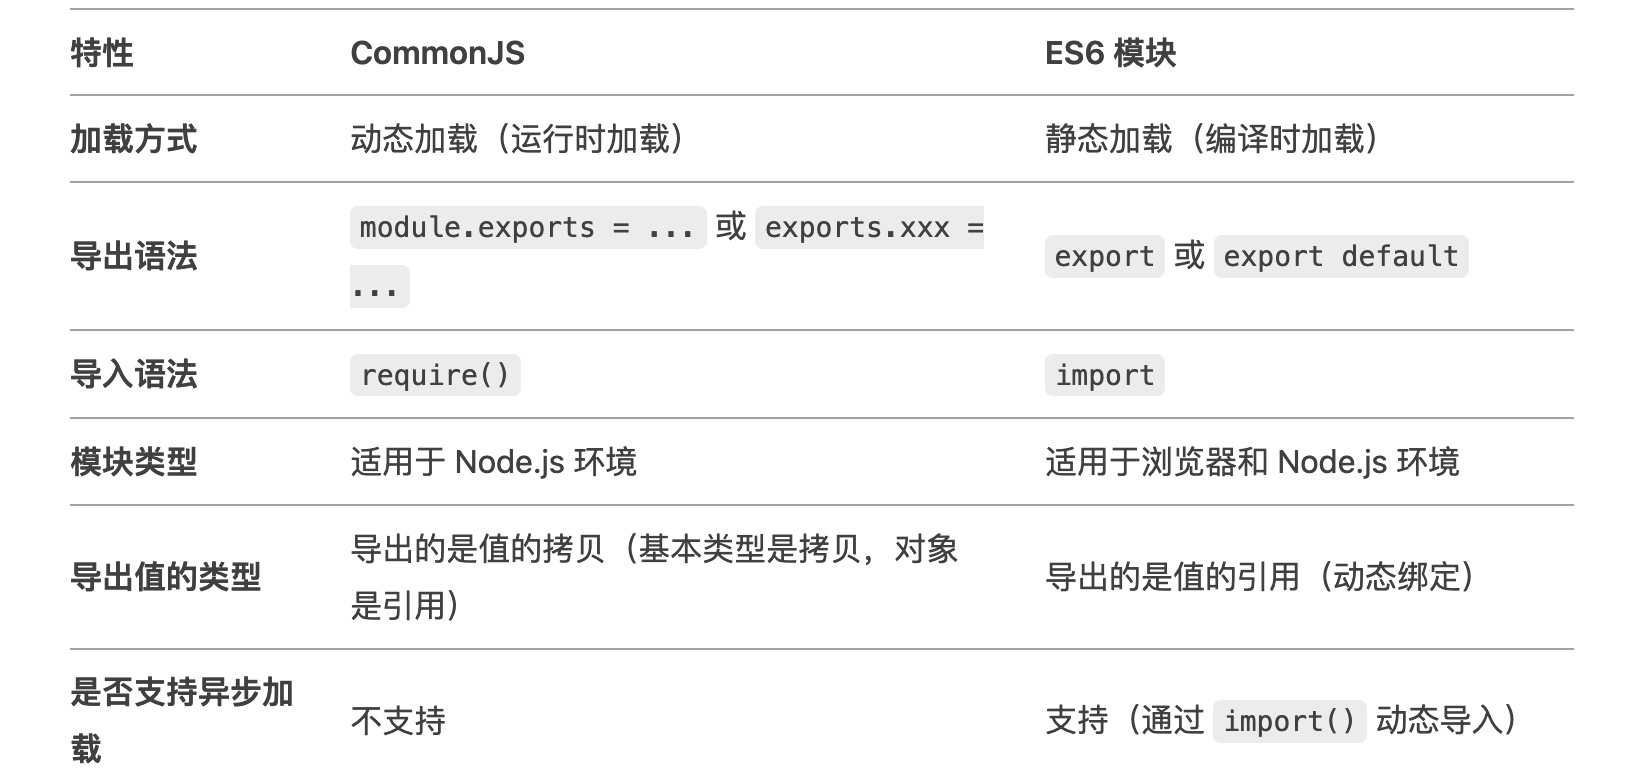 特性 CommonJS ES6 模块
加载方式 动态加载（运行时加载） 静态加载（编译时加载）
导出语法 module.exports = ... 或 exports.xxx =
... export 或 export default
导入语法 require() import
模块类型 适用于 Node.js 环境 适用于浏览器和 Node.js 环境
导出值的类型 导出的是值的拷贝（基本类型是拷贝，对象
是引用） 导出的是值的引用（动态绑定）
是否支持异步加
载 不支持 支持（通过 import() 动态导入）